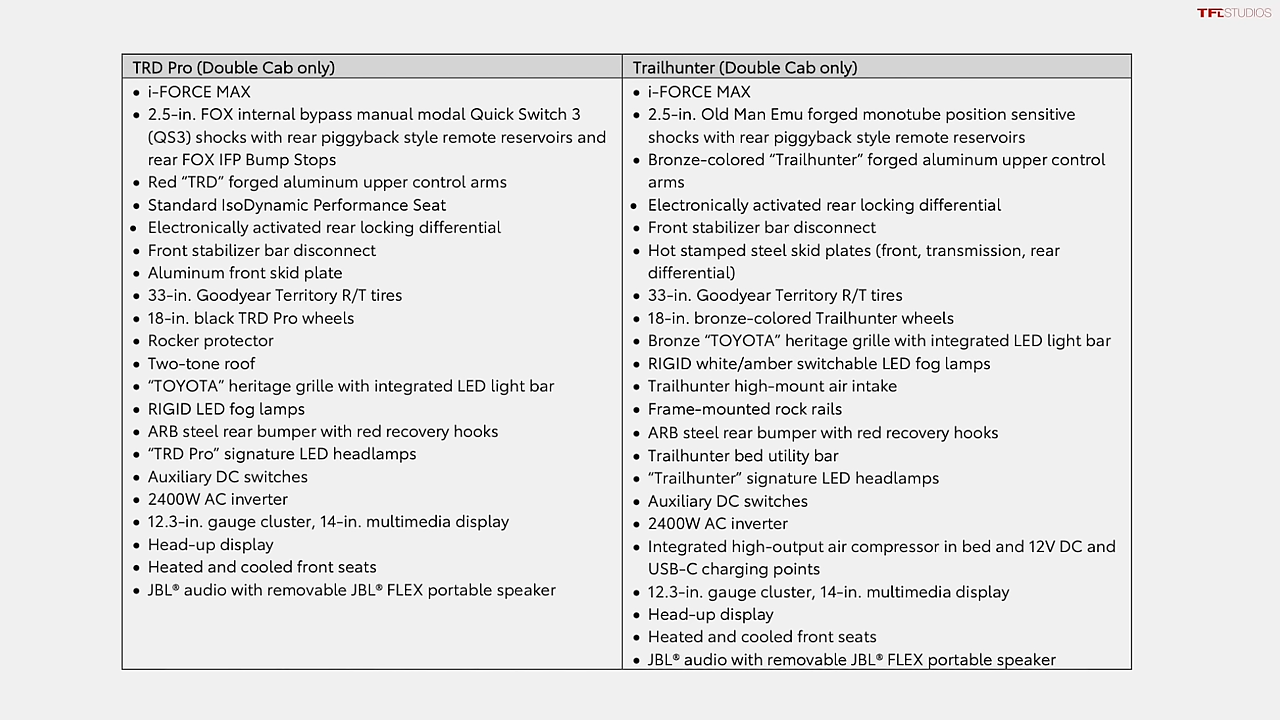 TFLSTUDIOS
TRD Pro (Double Cab only)
• i-FORCE MAX
• 2.5-in. FOX internal bypass manual modal Quick Switch 3
(QS3) shocks with rear piggyback style remote reservoirs and
rear FOX IFP Bump Stops
• Red “TRD” forged aluminum upper control arms
• Standard IsoDynamic Performance Seat
• Electronically activated rear locking differential
• Front stabilizer bar disconnect
• Aluminum front skid plate
• 33-in. Goodyear Territory R/T tires
• 18-in. black TRD Pro wheels
• Rocker protector
• Two-tone roof
• “TOYOTA” heritage grille with integrated LED light bar
• RIGID LED fog lamps
• ARB steel rear bumper with red recovery hooks
• “TRD Pro” signature LED headlamps
• Auxiliary DC switches
• 2400W AC inverter
• 12.3-in. gauge cluster, 14-in. multimedia display
• Head-up display
• Heated and cooled front seats
• JBL® audio with removable JBL® FLEX portable speaker
Trailhunter (Double Cab only)
• i-FORCE MAX
• 2.5-in. Old Man Emu forged monotube position sensitive
shocks with rear piggyback style remote reservoirs
• Bronze-colored “Trailhunter” forged aluminum upper control
arms
• Electronically activated rear locking differential
• Front stabilizer bar disconnect
• Hot stamped steel skid plates (front, transmission, rear
differential)
• 33-in. Goodyear Territory R/T tires
• 18-in. bronze-colored Trailhunter wheels
• Bronze “TOYOTA” heritage grille with integrated LED light bar
• RIGID white/amber switchable LED fog lamps
• Trailhunter high-mount air intake
• Frame-mounted rock rails
• ARB steel rear bumper with red recovery hooks
• Trailhunter bed utility bar
• “Trailhunter” signature LED headlamps
• Auxiliary DC switches
• 2400W AC inverter
• Integrated high-output air compressor in bed and 12V DC and
USB-C charging points
• 12.3-in. gauge cluster, 14-in. multimedia display
• Head-up display
• Heated and cooled front seats
• JBL® audio with removable JBL® FLEX portable speaker